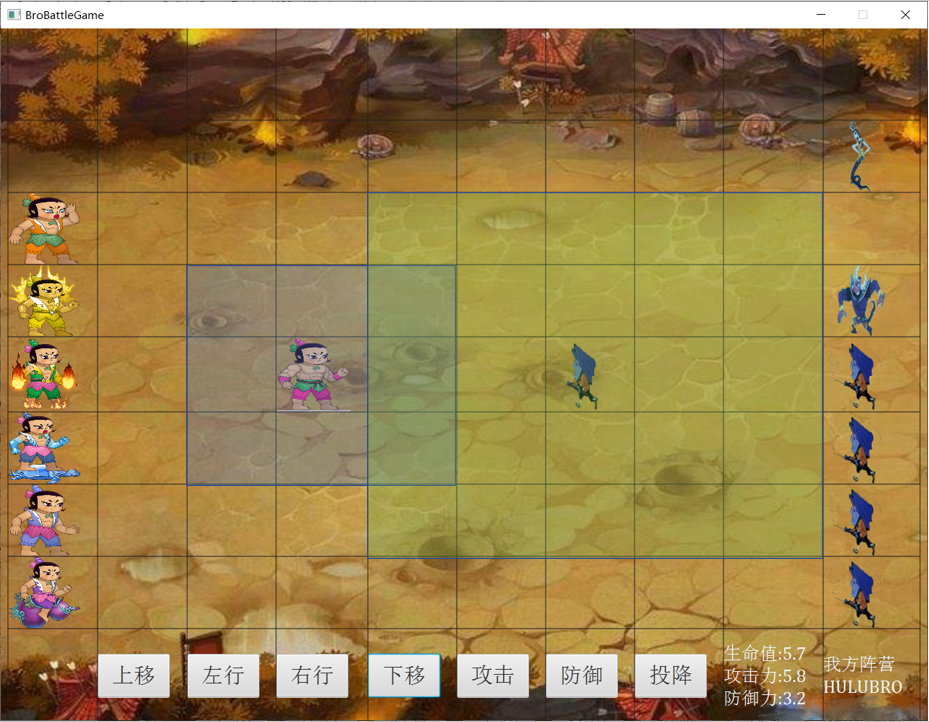 BroBattleGame
上移
左行
右行
下移
攻击
防御
投降
生命值:5.7
攻击力:5.8
防御力:3.2
我方阵营
HULUBRO